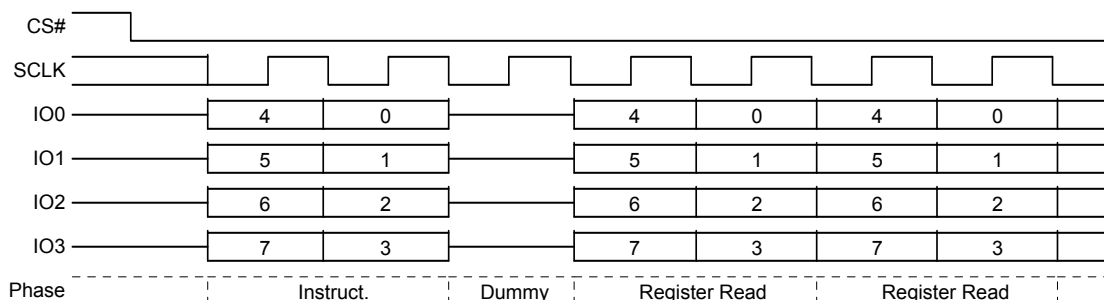 CS#
SCLK
IO0 4 0 4 0 4 0
IO1 5 1 5 1 5 1
IO2 6 2 6 2 6 2
IO3 7 3 7 3 7 3
Phase Instruct. Dummy Register Read Register Read